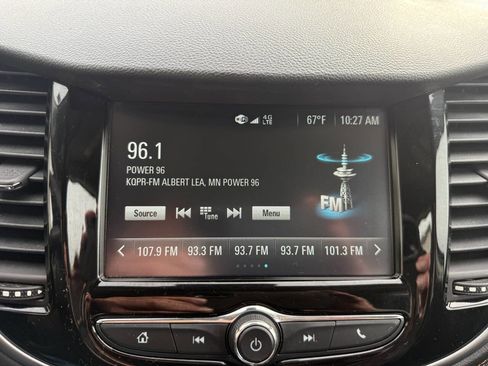 4G
LTE
67°F
10:27 AM
96.1
POWER 96
KQPR-FM ALBERT LEA, MN POWER 96
FM
Source
Tune
Menu
107.9 FM
93.3 FM
93.7 FM
93.7 FM
101.3 FM